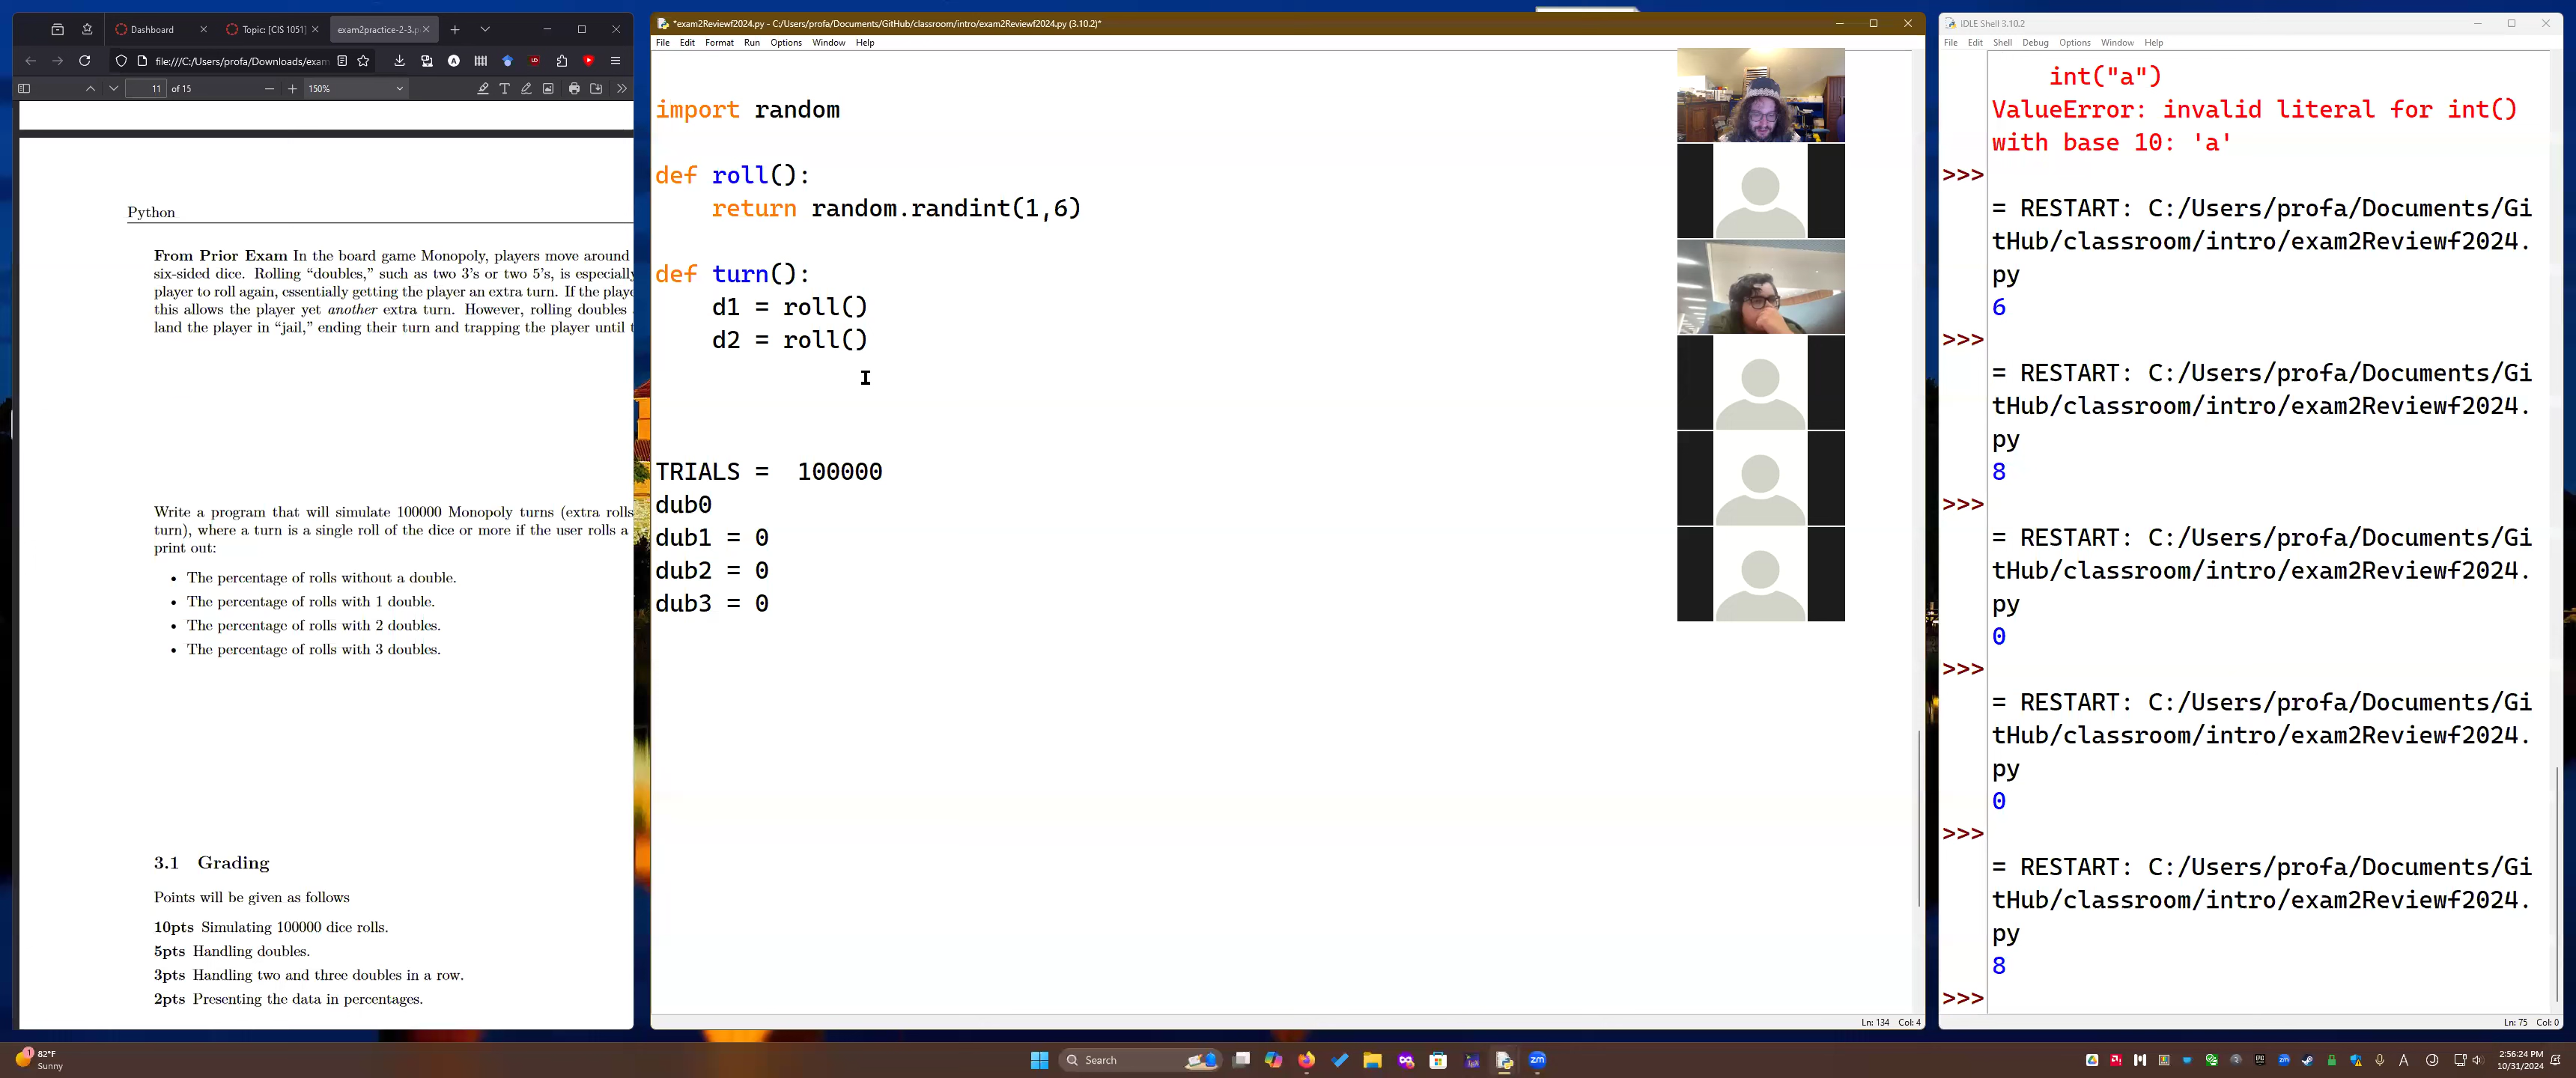 Dashboard
Topic: [CIS 1051]
exam2practice-2-3.p
file:///C:/Users/profa/Downloads/exam
11 of 15
150%
Python
From Prior Exam In the board game Monopoly, players move around
six-sided dice. Rolling “doubles,” such as two 3’s or two 5’s, is especially
player to roll again, essentially getting the player an extra turn. If the playe
this allows the player yet another extra turn. However, rolling doubles
land the player in “jail,” ending their turn and trapping the player until t
Write a program that will simulate 100000 Monopoly turns (extra rolls
turn), where a turn is a single roll of the dice or more if the user rolls a
print out:
• The percentage of rolls without a double.
• The percentage of rolls with 1 double.
• The percentage of rolls with 2 doubles.
• The percentage of rolls with 3 doubles.
3.1 Grading
Points will be given as follows
10pts Simulating 100000 dice rolls.
5pts Handling doubles.
3pts Handling two and three doubles in a row.
2pts Presenting the data in percentages.
*exam2Reviewf2024.py - C:/Users/profa/Documents/GitHub/classroom/intro/exam2Reviewf2024.py (3.10.2)*
File Edit Format Run Options Window Help
import random
def roll():
    return random.randint(1,6)
def turn():
    d1 = roll()
    d2 = roll()
TRIALS =  100000
dub0
dub1 = 0
dub2 = 0
dub3 = 0
Ln: 134 Col: 4
IDLE Shell 3.10.2
File Edit Shell Debug Options Window Help
    int("a")
ValueError: invalid literal for int()
with base 10: 'a'
>>>
= RESTART: C:/Users/profa/Documents/Gi
tHub/classroom/intro/exam2Reviewf2024.
py
6
>>>
= RESTART: C:/Users/profa/Documents/Gi
tHub/classroom/intro/exam2Reviewf2024.
py
8
>>>
= RESTART: C:/Users/profa/Documents/Gi
tHub/classroom/intro/exam2Reviewf2024.
py
0
>>>
= RESTART: C:/Users/profa/Documents/Gi
tHub/classroom/intro/exam2Reviewf2024.
py
0
>>>
= RESTART: C:/Users/profa/Documents/Gi
tHub/classroom/intro/exam2Reviewf2024.
py
8
>>>
Ln: 75 Col: 0
82°F
Sunny
Search
2:56:24 PM
10/31/2024